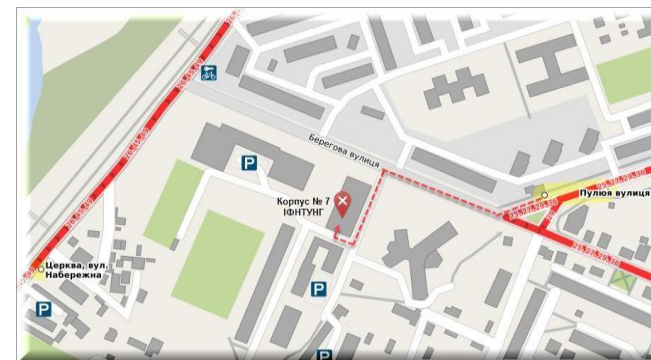 Берегова вулиця
Корпус № 7
ІФНТУНГ
Пулюя вулиця
Церква, вул.
Набережна
P
P
P
P